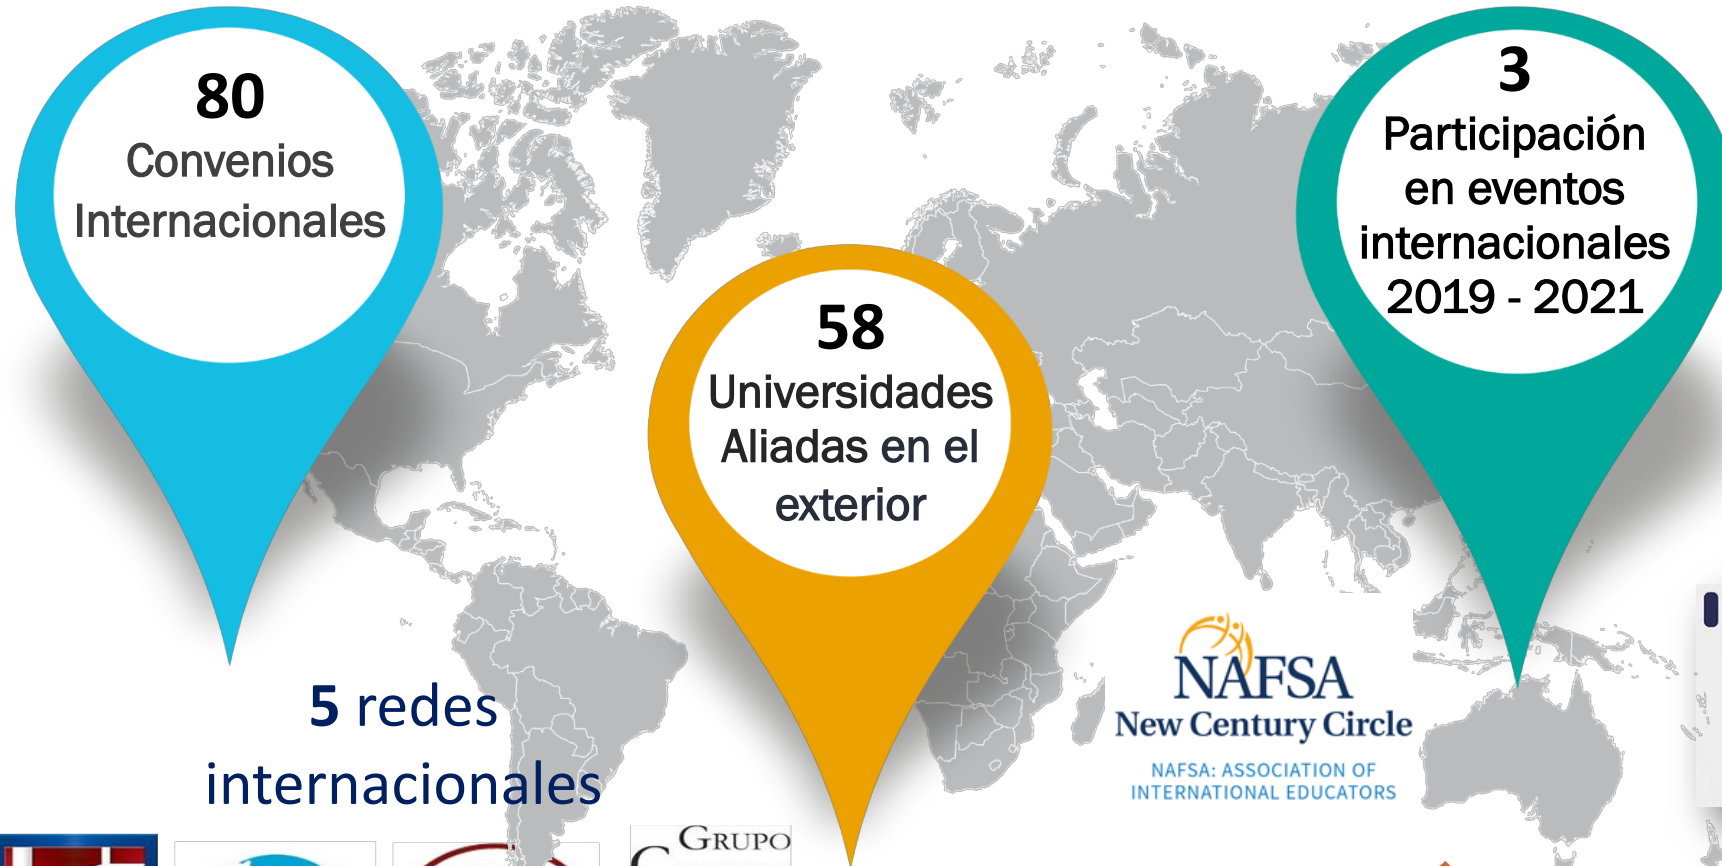 80
Convenios
Internacionales
58
Universidades
Aliadas en el
exterior
3
Participación
en eventos
internacionales
2019 - 2021
5 redes
internacionales
NAFSA
New Century Circle
NAFSA: ASSOCIATION OF
INTERNATIONAL EDUCATORS
GRUPO